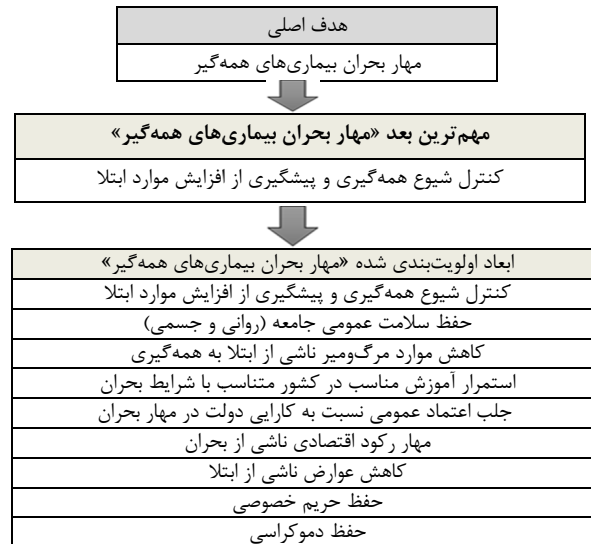 هدف اصلی
مهار بحران بیماری‌های همه‌گیر
مهم‌ترین بعد «مهار بحران بیماری‌های همه‌گیر»
کنترل شیوع همه‌گیری و پیشگیری از افزایش موارد ابتلا
ابعاد اولویت‌بندی شده «مهار بحران بیماری‌های همه‌گیر»
کنترل شیوع همه‌گیری و پیشگیری از افزایش موارد ابتلا
حفظ سلامت عمومی جامعه (روانی و جسمی)
کاهش موارد مرگ‌ومیر ناشی از ابتلا به همه‌گیری
استمرار آموزش مناسب در کشور متناسب با شرایط بحران
جلب اعتماد عمومی نسبت به کارایی دولت در مهار بحران
مهار رکود اقتصادی ناشی از بحران
کاهش عوارض ناشی از ابتلا
حفظ حریم خصوصی
حفظ دموکراسی